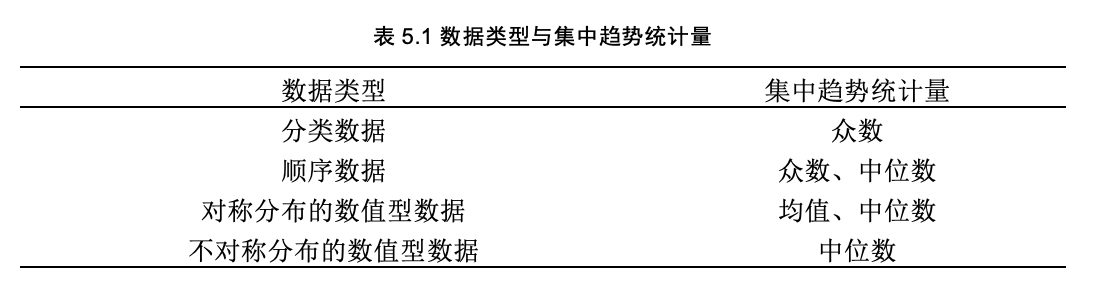 表 5.1 数据类型与集中趋势统计量
数据类型 集中趋势统计量
分类数据 众数
顺序数据 众数、中位数
对称分布的数值型数据 均值、中位数
不对称分布的数值型数据 中位数